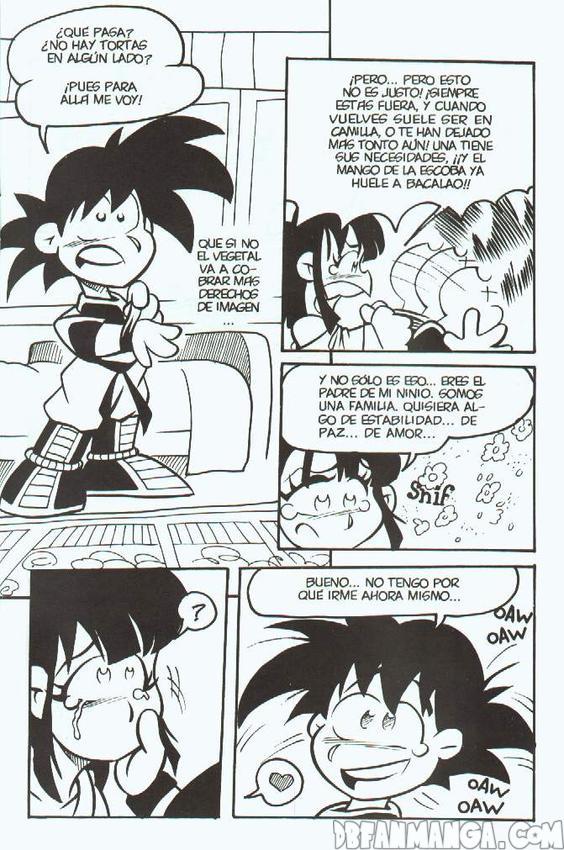 ¿QUE PASA?
¿NO HAY TORTAS
EN ALGÚN LADO?
¡PUES PARA
ALLA ME VOY!
QUE SI NO
EL VEGETAL
VA A CO-
BRAR MAS
DERECHOS
DE IMAGEN
...
¡PERO... PERO ESTO
NO ES JUSTO! ¡SIEMPRE
ESTAS FUERA, Y CUANDO
VUELVES SUELE SER EN
CAMILLA, O TE HAN DEJADO
MAS TONTO AÚN! UNA TIENE
SUS NECESIDADES, ¡¡Y EL
MANGO DE LA ESCOBA YA
HUELE A BACALAO!!
Y NO SÓLO ES ESO... ERES EL
PADRE DE MI NINIO. SOMOS
UNA FAMILIA. QUISIERA AL-
GO DE ESTABILIDAD... DE
PAZ... DE AMOR...
Snif
?
BUENO... NO TENGO POR
QUÉ IRME AHORA MISMO...
OAW
OAW
OAW
OAW
DBFANMANGA.COM